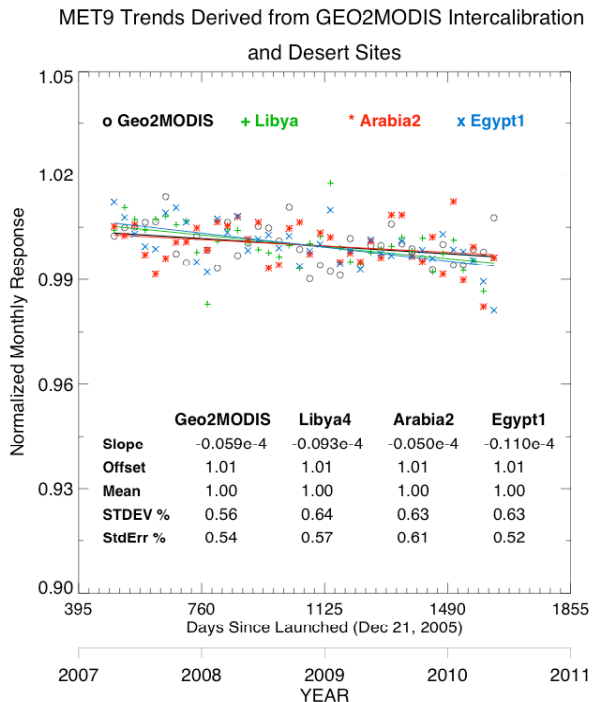 MET9 Trends Derived from GEO2MODIS Intercalibration
and Desert Sites
1.05
1.02
0.99
0.96
0.93
0.90
Normalized Monthly Response
o Geo2MODIS + Libya * Arabia2 x Egypt1
Geo2MODIS Libya4 Arabia2 Egypt1
Slope -0.059e-4 -0.093e-4 -0.050e-4 -0.110e-4
Offset 1.01 1.01 1.01 1.01
Mean 1.00 1.00 1.00 1.00
STDEV % 0.56 0.64 0.63 0.63
StdErr % 0.54 0.57 0.61 0.52
395 760 1125 1490 1855
Days Since Launched (Dec 21, 2005)
2007 2008 2009 2010 2011
YEAR